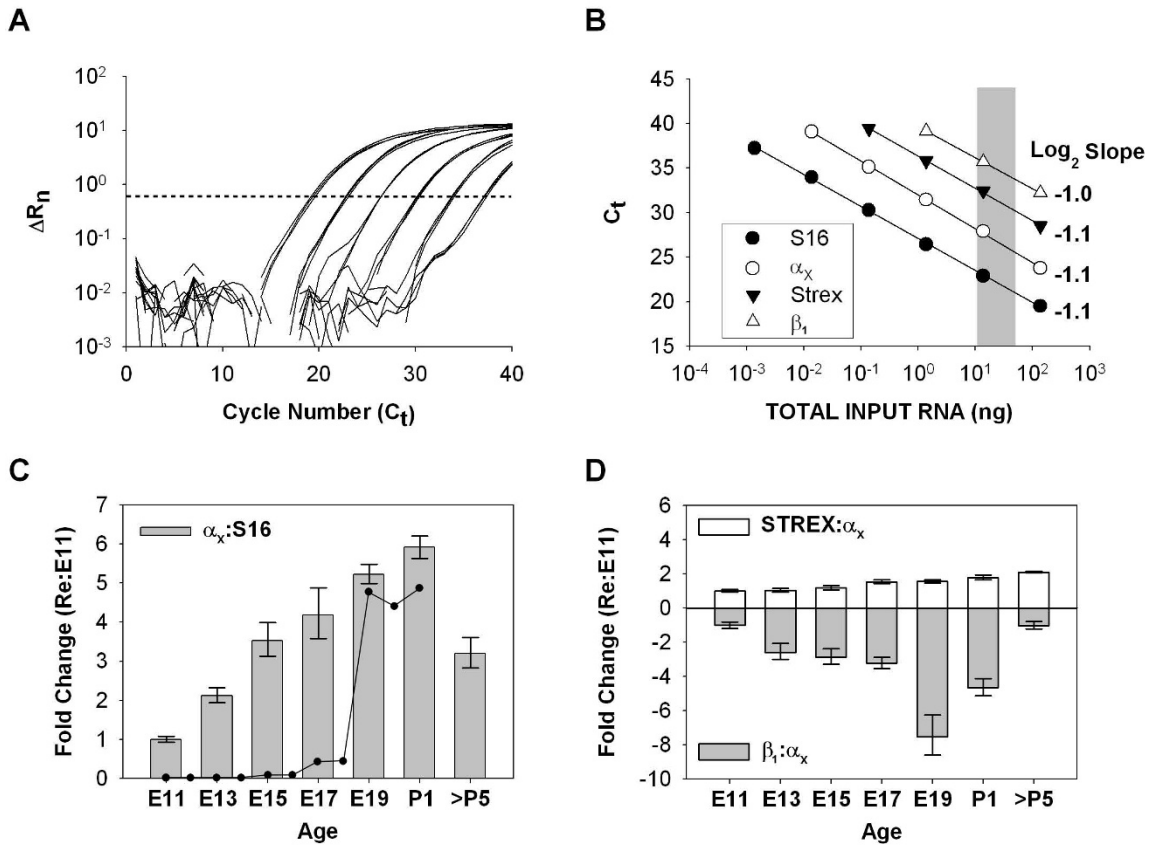 A
10²
10¹
10⁰
10⁻¹
10⁻²
10⁻³
ΔRₙ
0
10
20
30
40
Cycle Number (Cₜ)
B
45
40
35
30
25
20
15
Cₜ
S16
αₓ
Strex
β₁
Log₂ Slope
-1.0
-1.1
-1.1
-1.1
10⁻⁴
10⁻³
10⁻²
10⁻¹
10⁰
10¹
10²
10³
TOTAL INPUT RNA (ng)
C
7
6
5
4
3
2
1
0
Fold Change (Re:E11)
αₓ:S16
E11
E13
E15
E17
E19
P1
>P5
Age
D
6
4
2
0
-2
-4
-6
-8
-10
Fold Change (Re:E11)
STREX:αₓ
β₁:αₓ
E11
E13
E15
E17
E19
P1
>P5
Age